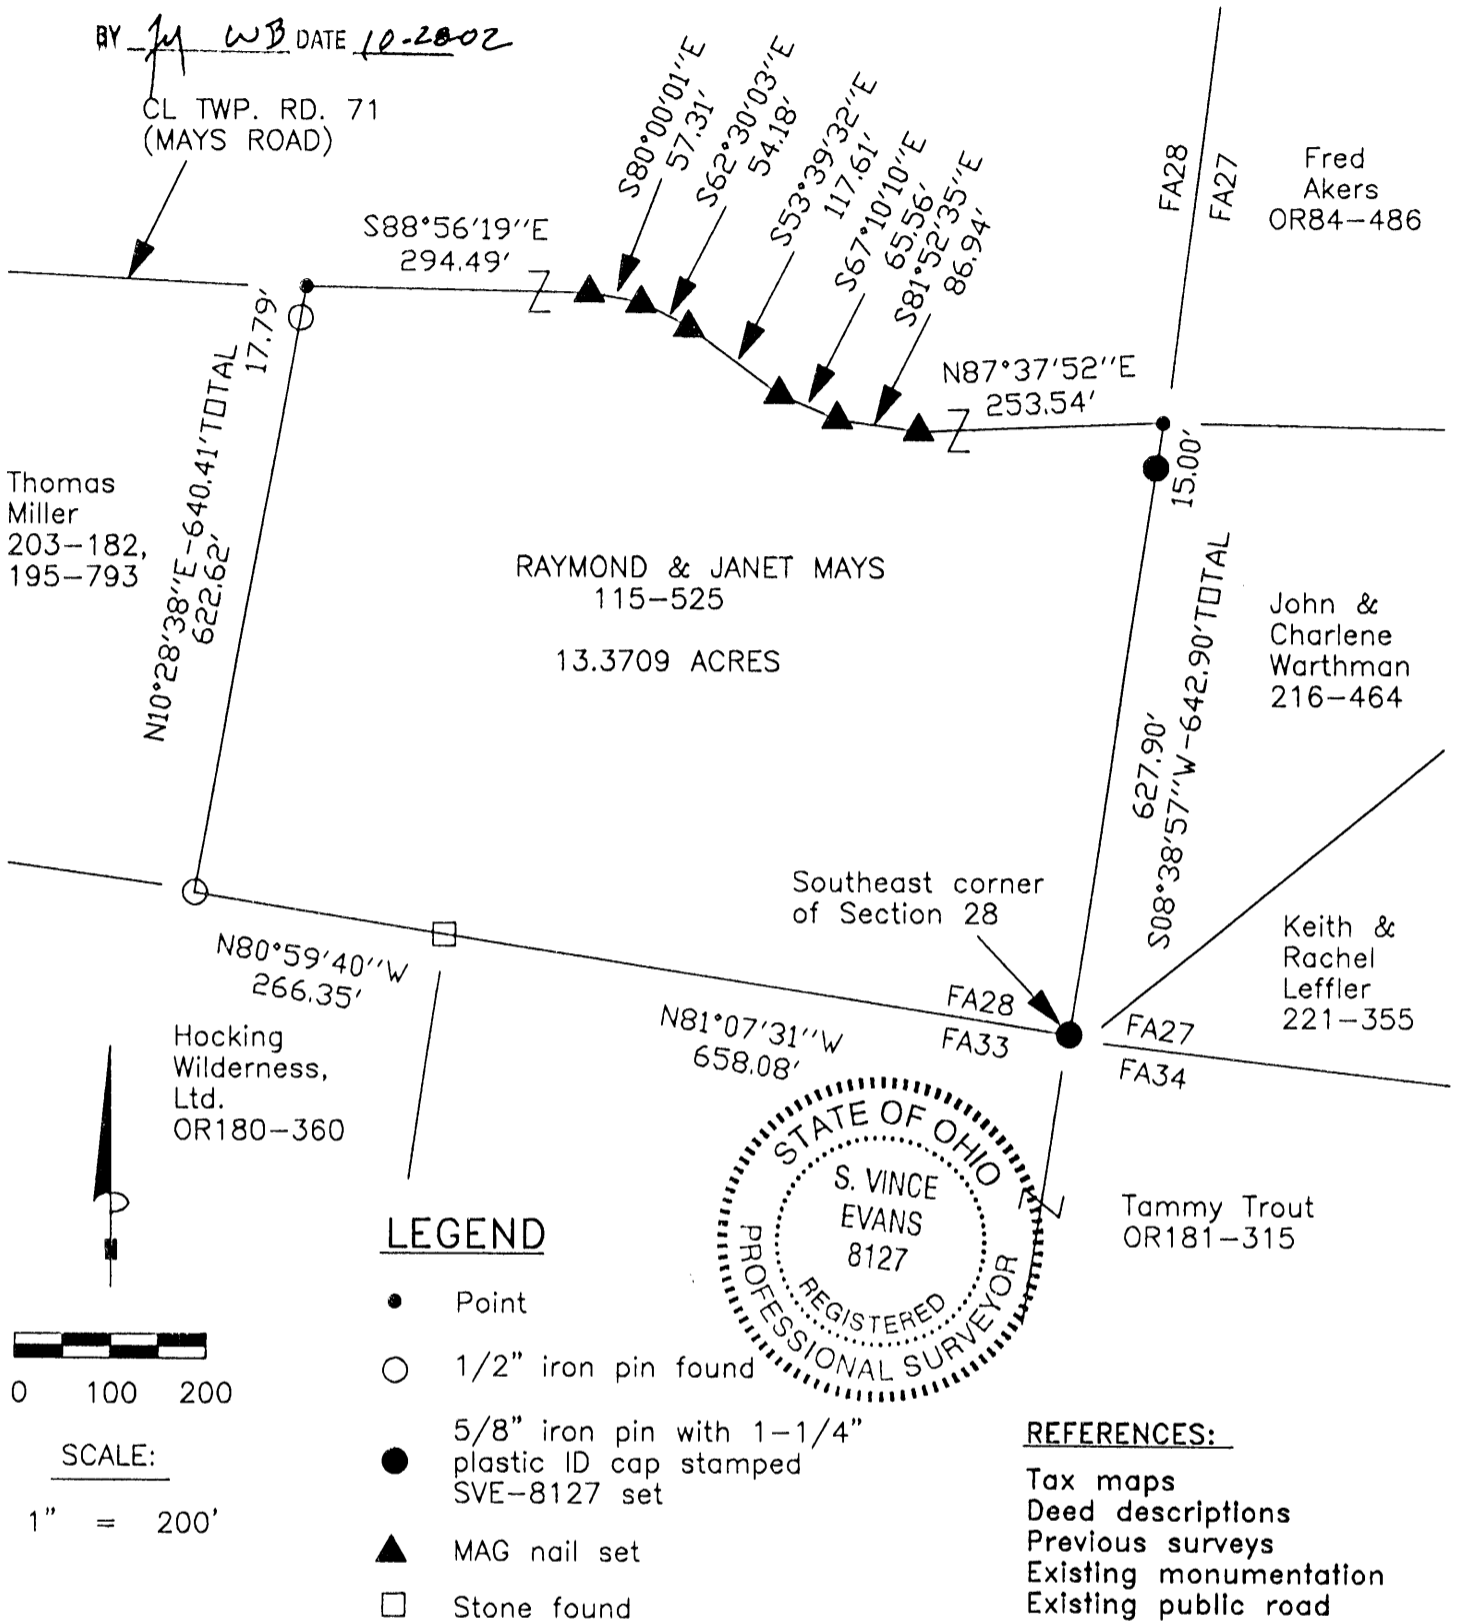 BY WB DATE 10-28-02
CL TWP. RD. 71
(MAYS ROAD)
S88°56'19''E
294.49'
S80°00'01''E
57.31'
S62°30'03''E
54.18'
S53°39'32''E
117.61'
S67°10'10''E
65.56'
S81°52'35''E
86.94'
N87°37'52''E
253.54'
FA28
FA27
Fred
Akers
OR84-486
17.79'
N10°28'38''E-640.41'TOTAL
622.62'
15.00'
Thomas
Miller
203-182,
195-793
RAYMOND & JANET MAYS
115-525
13.3709 ACRES
627.90'
S08°38'57''W-642.90'TOTAL
John &
Charlene
Warthman
216-464
Southeast corner
of Section 28
Keith &
Rachel
Leffler
221-355
N80°59'40''W
266.35'
N81°07'31''W
658.08'
FA28
FA33
FA27
FA34
Hocking
Wilderness,
Ltd.
OR180-360
STATE OF OHIO
S. VINCE
EVANS
8127
REGISTERED
PROFESSIONAL SURVEYOR
Tammy Trout
OR181-315
0 100 200
SCALE:
1" = 200'
LEGEND
Point
1/2" iron pin found
5/8" iron pin with 1-1/4"
plastic ID cap stamped
SVE-8127 set
MAG nail set
Stone found
REFERENCES:
Tax maps
Deed descriptions
Previous surveys
Existing monumentation
Existing public road